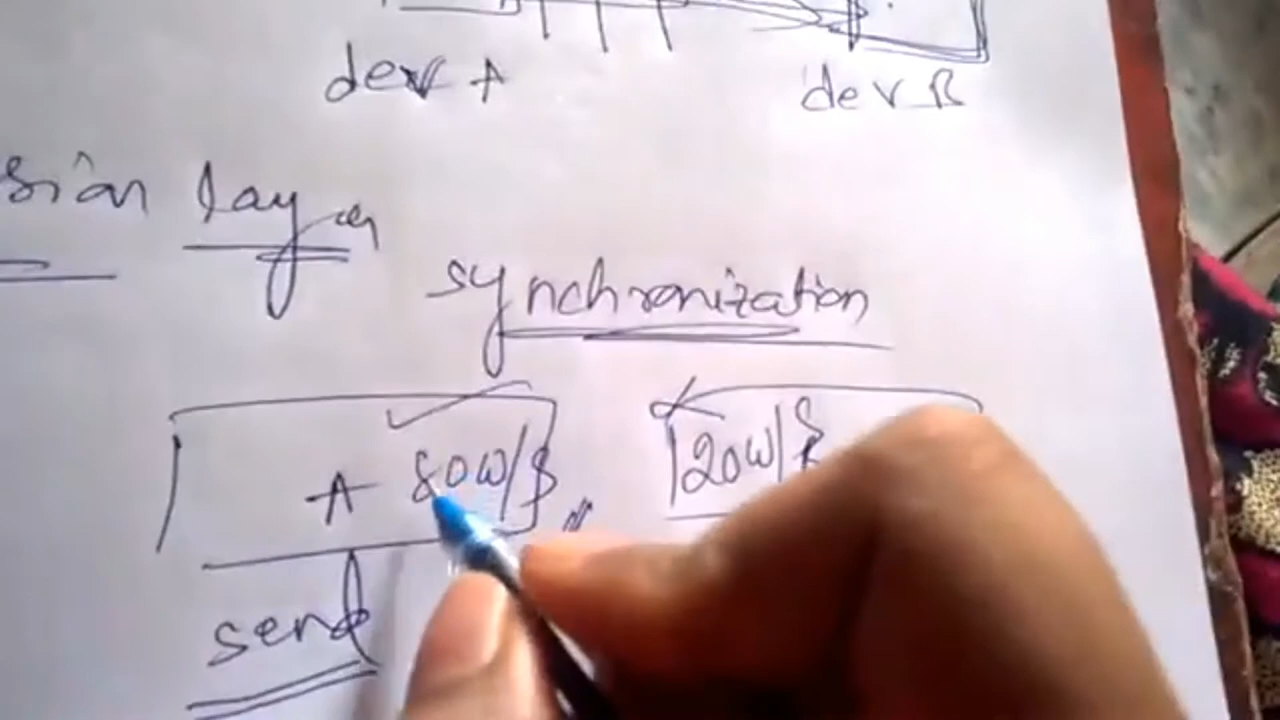 dev A dev B
sion layer
synchronization
A 80W/S 20W/S
send